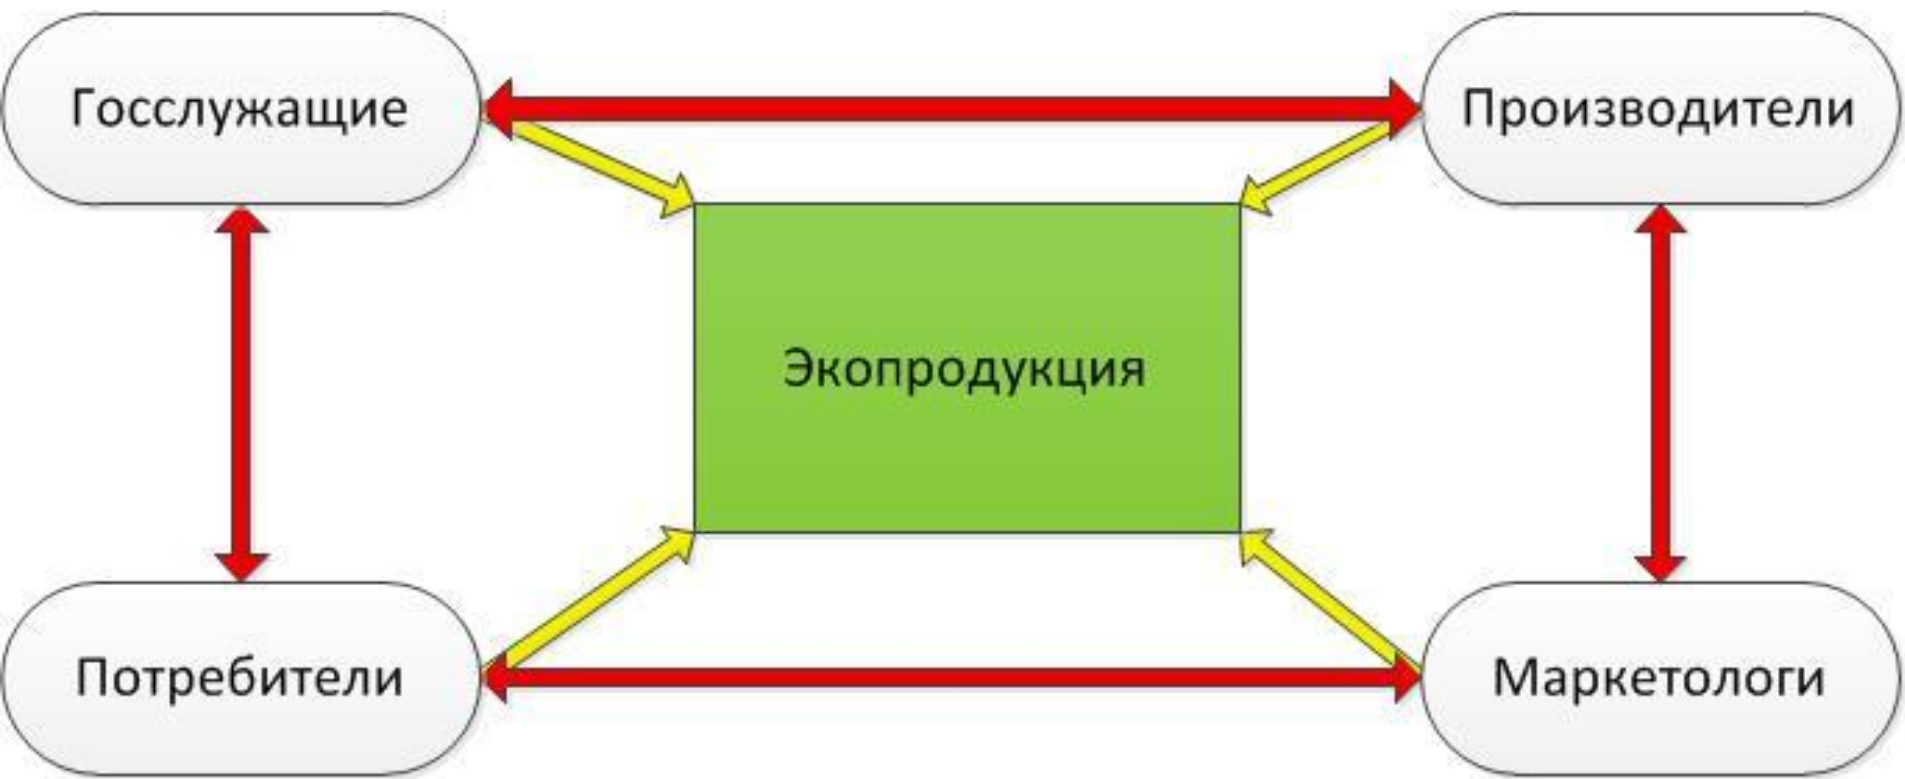 Госслужащие
Производители
Экопродукция
Потребители
Маркетологи